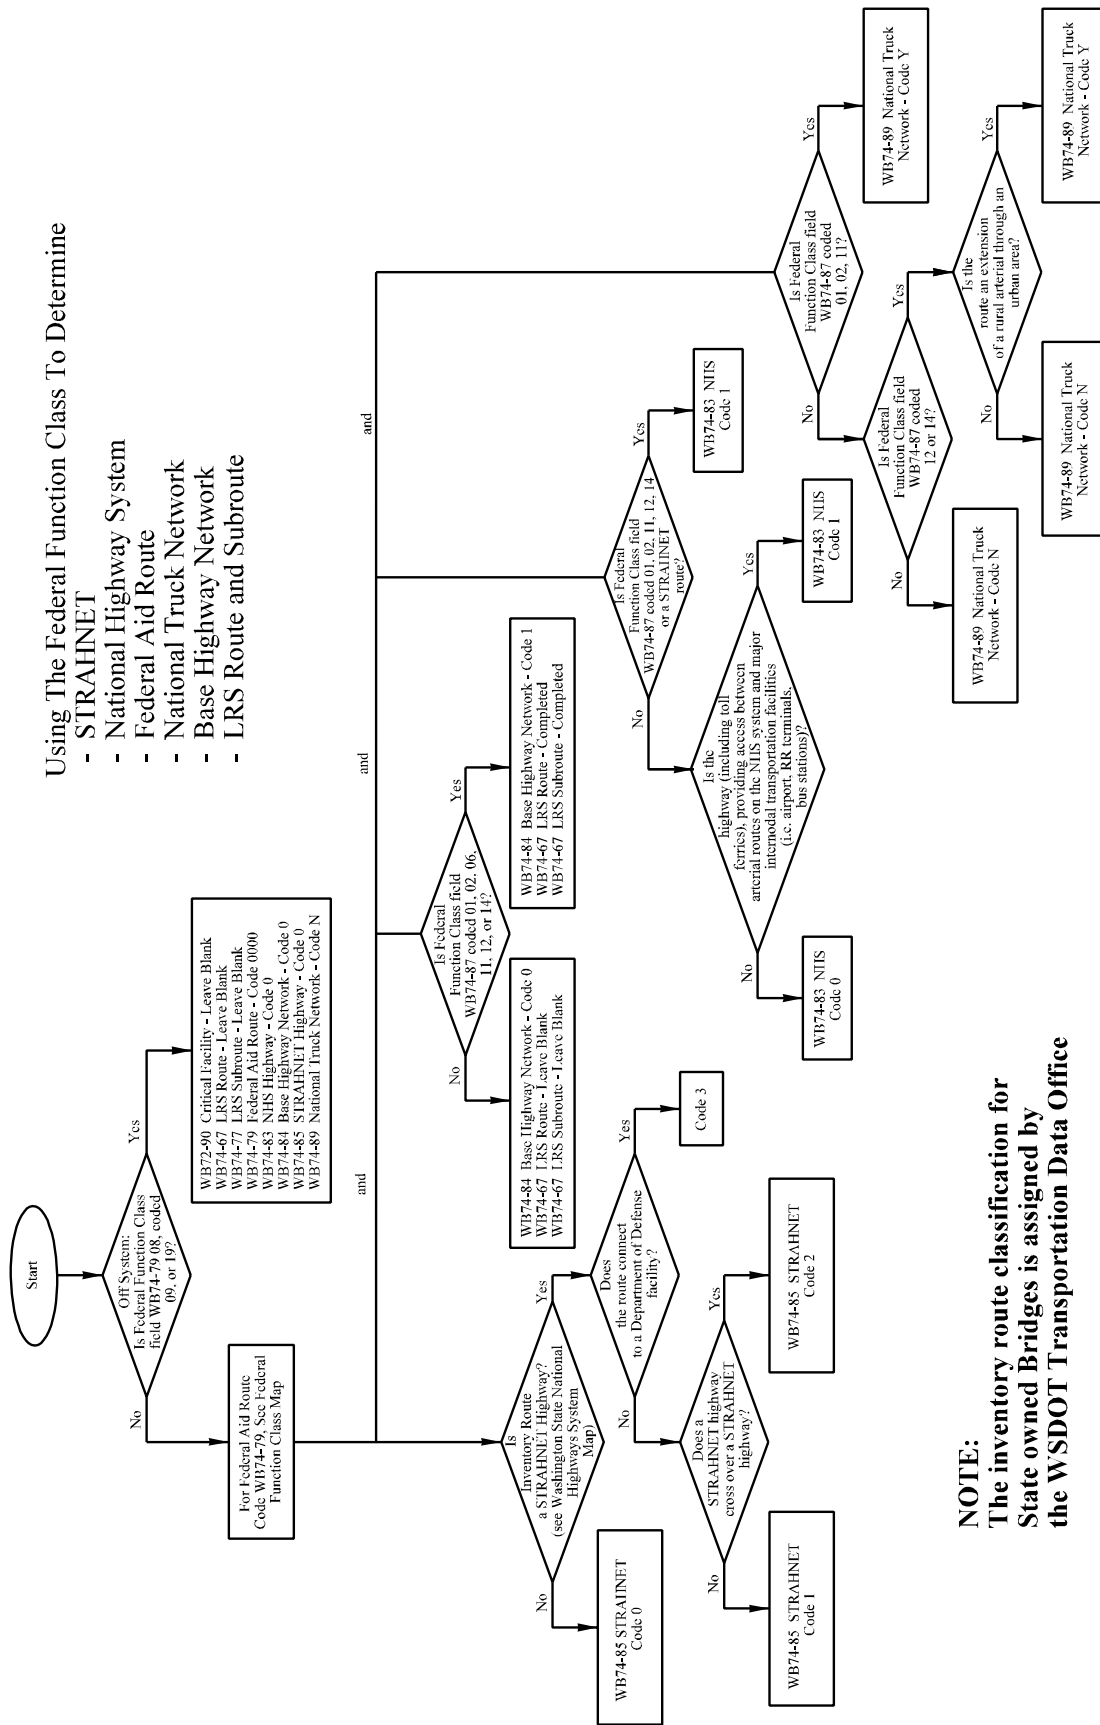 Using The Federal Function Class To Determine
- STRAHNET
- National Highway System
- Federal Aid Route
- National Truck Network
- Base Highway Network
- LRS Route and Subroute
Start
Off System:
Is Federal Function Class
field WB74-79 08, coded
09. or 19?
No
Yes
For Federal Aid Route
Code WB74-79, See Federal
Function Class Map
WB72-90 Critical Facility - Leave Blank
WB74-67 LRS Route - Leave Blank
WB74-77 LRS Subroute - Leave Blank
WB74-79 Federal Aid Route - Code 0000
WB74-83 NHS Highway - Code 0
WB74-84 Base Highway Network - Code 0
WB74-85 STRAHNET Highway - Code 0
WB74-89 National Truck Network - Code N
and
and
and
Is
Inventory Route
a STRAHNET Highway?
(see Washington State National
Highways System
Map)
No
Yes
WB74-85 STRAHNET
Code 0
Does
the route connect
to a Department of Defense
facility?
No
Yes
Code 3
Does a
STRAHNET highway
cross over a STRAHNET
highway?
No
Yes
WB74-85 STRAHNET
Code 1
WB74-85 STRAHNET
Code 2
Is Federal
Function Class field
WB74-87 coded 01, 02, 06,
11, 12, or 14?
No
Yes
WB74-84 Base Highway Network - Code 0
WB74-67 LRS Route - Leave Blank
WB74-67 LRS Subroute - Leave Blank
WB74-84 Base Highway Network - Code 1
WB74-67 LRS Route - Completed
WB74-67 LRS Subroute - Completed
Is Federal
Function Class field
WB74-87 coded 01, 02, 11, 12, 14
or a STRAHNET
route?
No
Yes
WB74-83 NHS
Code 1
Is the
highway (including toll
ferries), providing access between
arterial routes on the NHS system and major
intermodal transportation facilities
(i.e. airport, RR terminals,
bus stations)?
No
Yes
WB74-83 NHS
Code 0
WB74-83 NHS
Code 1
Is Federal
Function Class field
WB74-87 coded
01, 02, 11?
No
Yes
WB74-89 National Truck
Network - Code Y
Is Federal
Function Class field
WB74-87 coded
12 or 14?
No
Yes
WB74-89 National Truck
Network - Code N
Is the
route an extension
of a rural arterial through an
urban area?
No
Yes
WB74-89 National Truck
Network - Code N
WB74-89 National Truck
Network - Code Y
NOTE:
The inventory route classification for
State owned Bridges is assigned by
the WSDOT Transportation Data Office